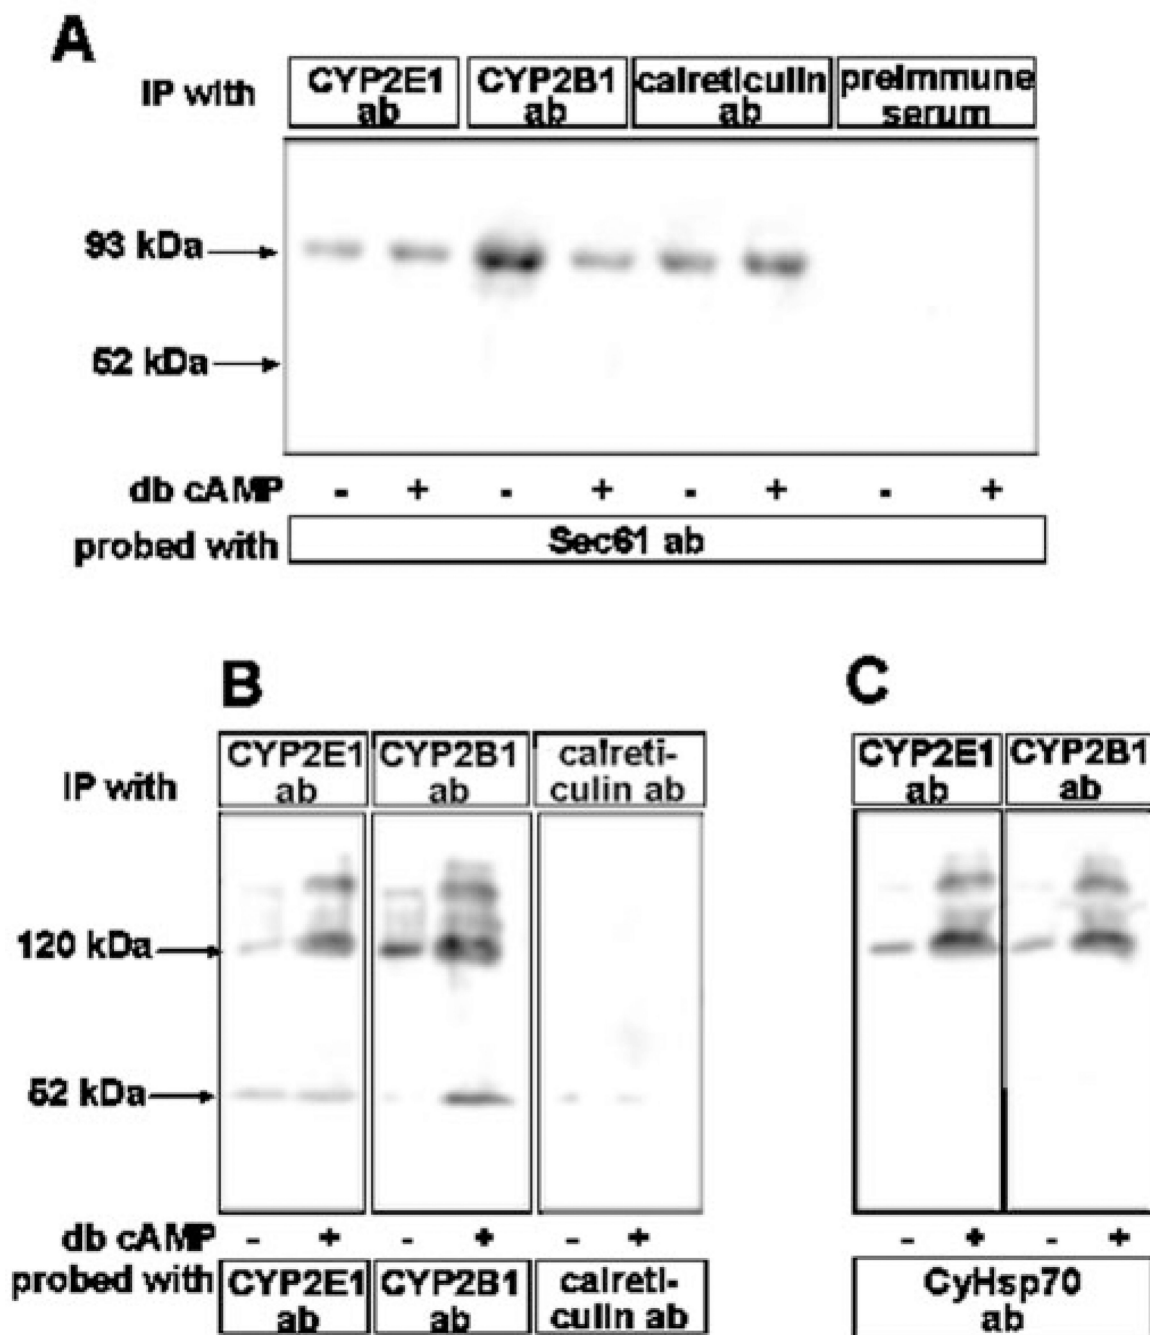 A
IP with
CYP2E1 ab
CYP2B1 ab
calreticulin ab
preimmune serum
93 kDa
52 kDa
db cAMP - + - + - + - +
probed with Sec61 ab
B
IP with
CYP2E1 ab
CYP2B1 ab
calreti-
culin ab
120 kDa
52 kDa
db cAMP - + - + - +
probed with
CYP2E1 ab
CYP2B1 ab
calreti-
culin ab
C
CYP2E1 ab
CYP2B1 ab
- + - +
CyHsp70
ab